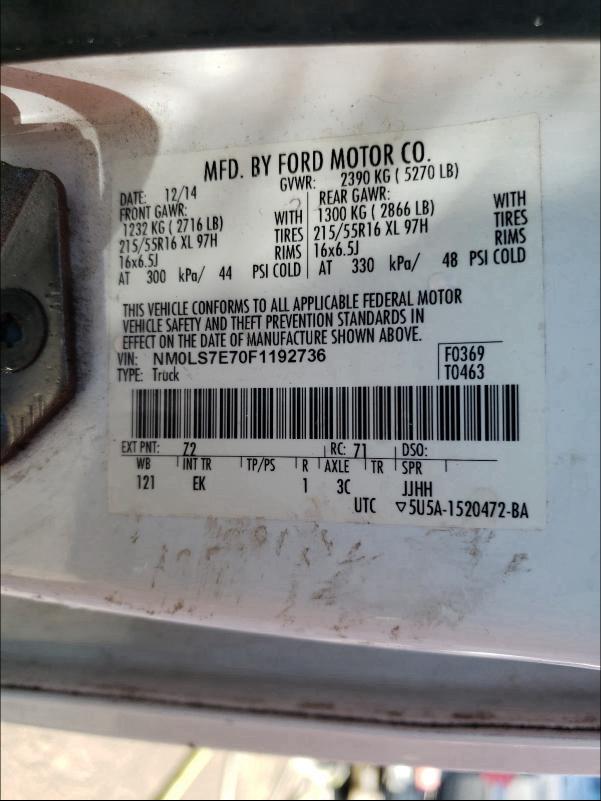 MFD. BY FORD MOTOR CO.
DATE: 12/14 GVWR: 2390 KG ( 5270 LB)
FRONT GAWR: REAR GAWR:
1232 KG ( 2716 LB) WITH 1300 KG ( 2866 LB) WITH
215/55R16 XL 97H TIRES 215/55R16 XL 97H TIRES
16x6.5J RIMS 16x6.5J RIMS
AT 300 kPa/ 44 PSI COLD AT 330 kPa/ 48 PSI COLD
THIS VEHICLE CONFORMS TO ALL APPLICABLE FEDERAL MOTOR
VEHICLE SAFETY AND THEFT PREVENTION STANDARDS IN
EFFECT ON THE DATE OF MANUFACTURE SHOWN ABOVE.
VIN: NM0LS7E70F1192736 F0369
TYPE: Truck T0463
EXT PNT: 72 RC: 71 DSO:
WB INT TR TP/PS R AXLE TR SPR
121 EK 1 3C JJHH
UTC ▽5U5A-1520472-BA